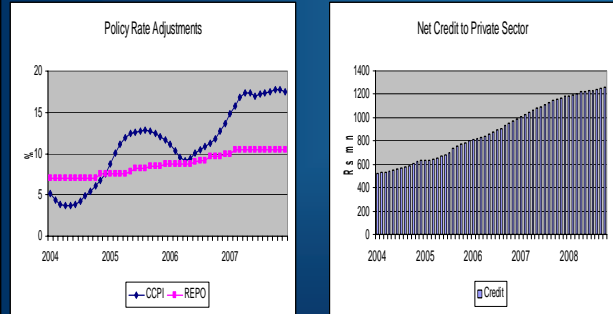 Policy Rate Adjustments
20
15
10
5
0
%
2004 2005 2006 2007
CCPI REPO
Net Credit to Private Sector
1400
1200
1000
800
600
400
200
0
Rs mn
2004 2005 2006 2007 2008
Credit